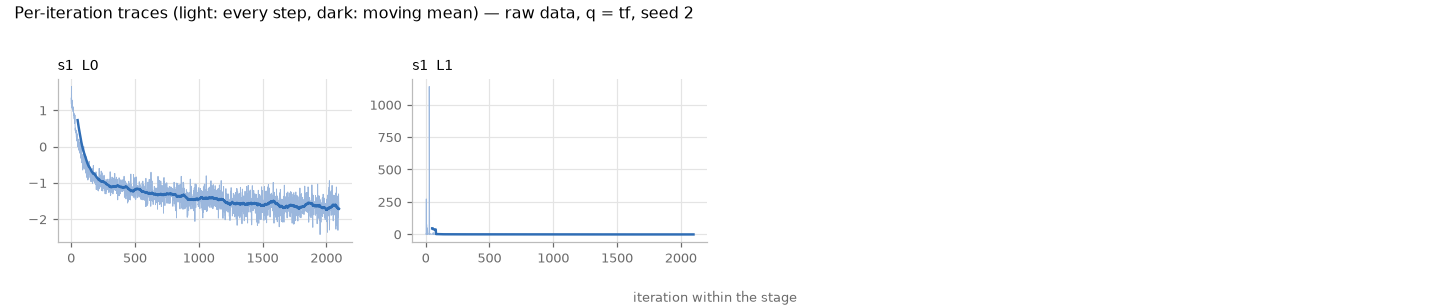 Per-iteration traces (light: every step, dark: moving mean) — raw data, q = tf, seed 2
s1 L0
s1 L1
1
0
−1
−2
0 500 1000 1500 2000
1000
750
500
250
0
0 500 1000 1500 2000
iteration within the stage